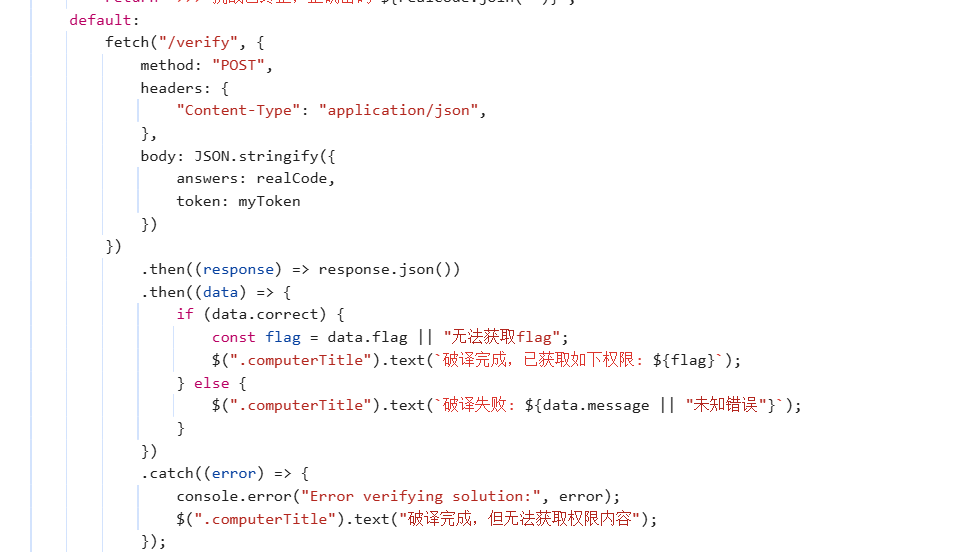 default:
fetch("/verify", {
method: "POST",
headers: {
"Content-Type": "application/json",
},
body: JSON.stringify({
answers: realCode,
token: myToken
})
})
.then((response) => response.json())
.then((data) => {
if (data.correct) {
const flag = data.flag || "无法获取flag";
$(".computerTitle").text(`破译完成，已获取如下权限: ${flag}`);
} else {
$(".computerTitle").text(`破译失败: ${data.message || "未知错误"}`);
}
})
.catch((error) => {
console.error("Error verifying solution:", error);
$(".computerTitle").text("破译完成，但无法获取权限内容");
});